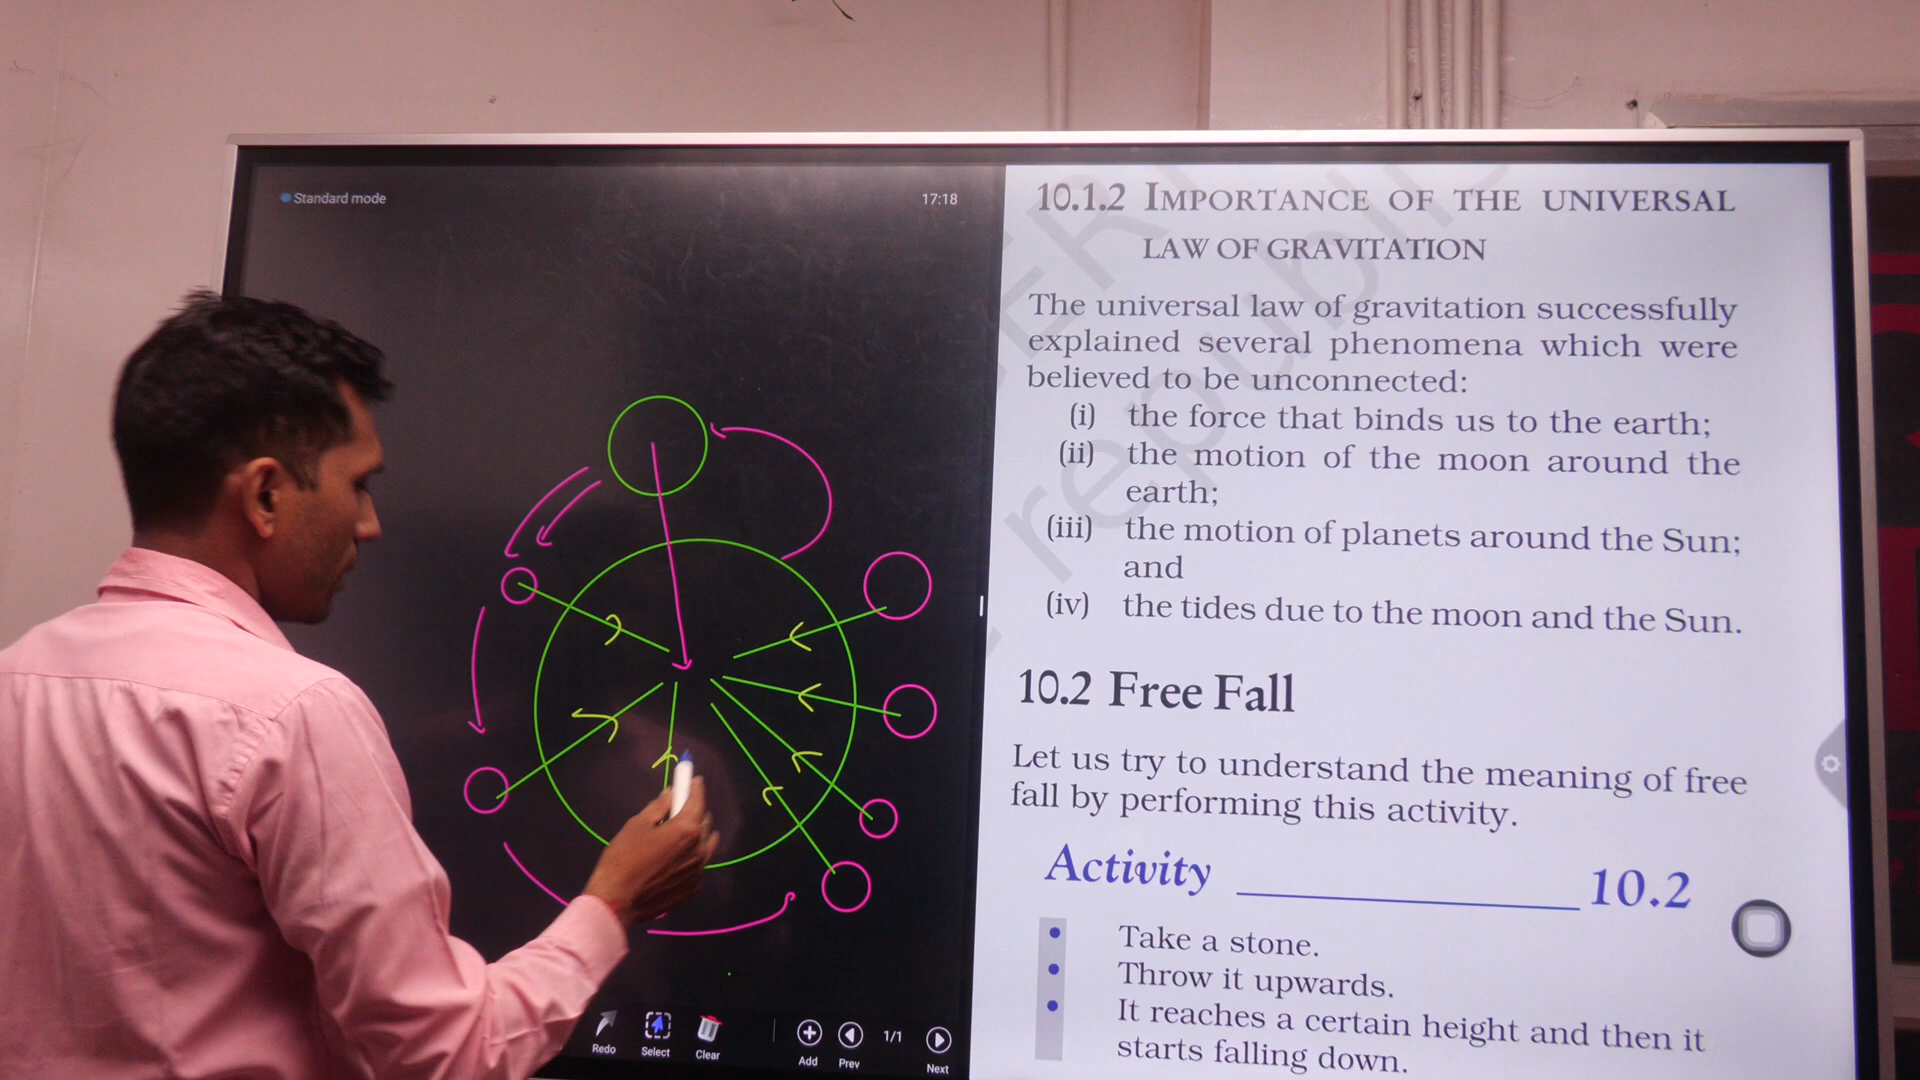 Standard mode
17:18
10.1.2 IMPORTANCE OF THE UNIVERSAL
LAW OF GRAVITATION
The universal law of gravitation successfully
explained several phenomena which were
believed to be unconnected:
(i) the force that binds us to the earth;
(ii) the motion of the moon around the
earth;
(iii) the motion of planets around the Sun;
and
(iv) the tides due to the moon and the Sun.
10.2 Free Fall
Let us try to understand the meaning of free
fall by performing this activity.
Activity 10.2
• Take a stone.
• Throw it upwards.
• It reaches a certain height and then it
starts falling down.
Redo
Select
Clear
Add
Prev
1/1
Next
republi